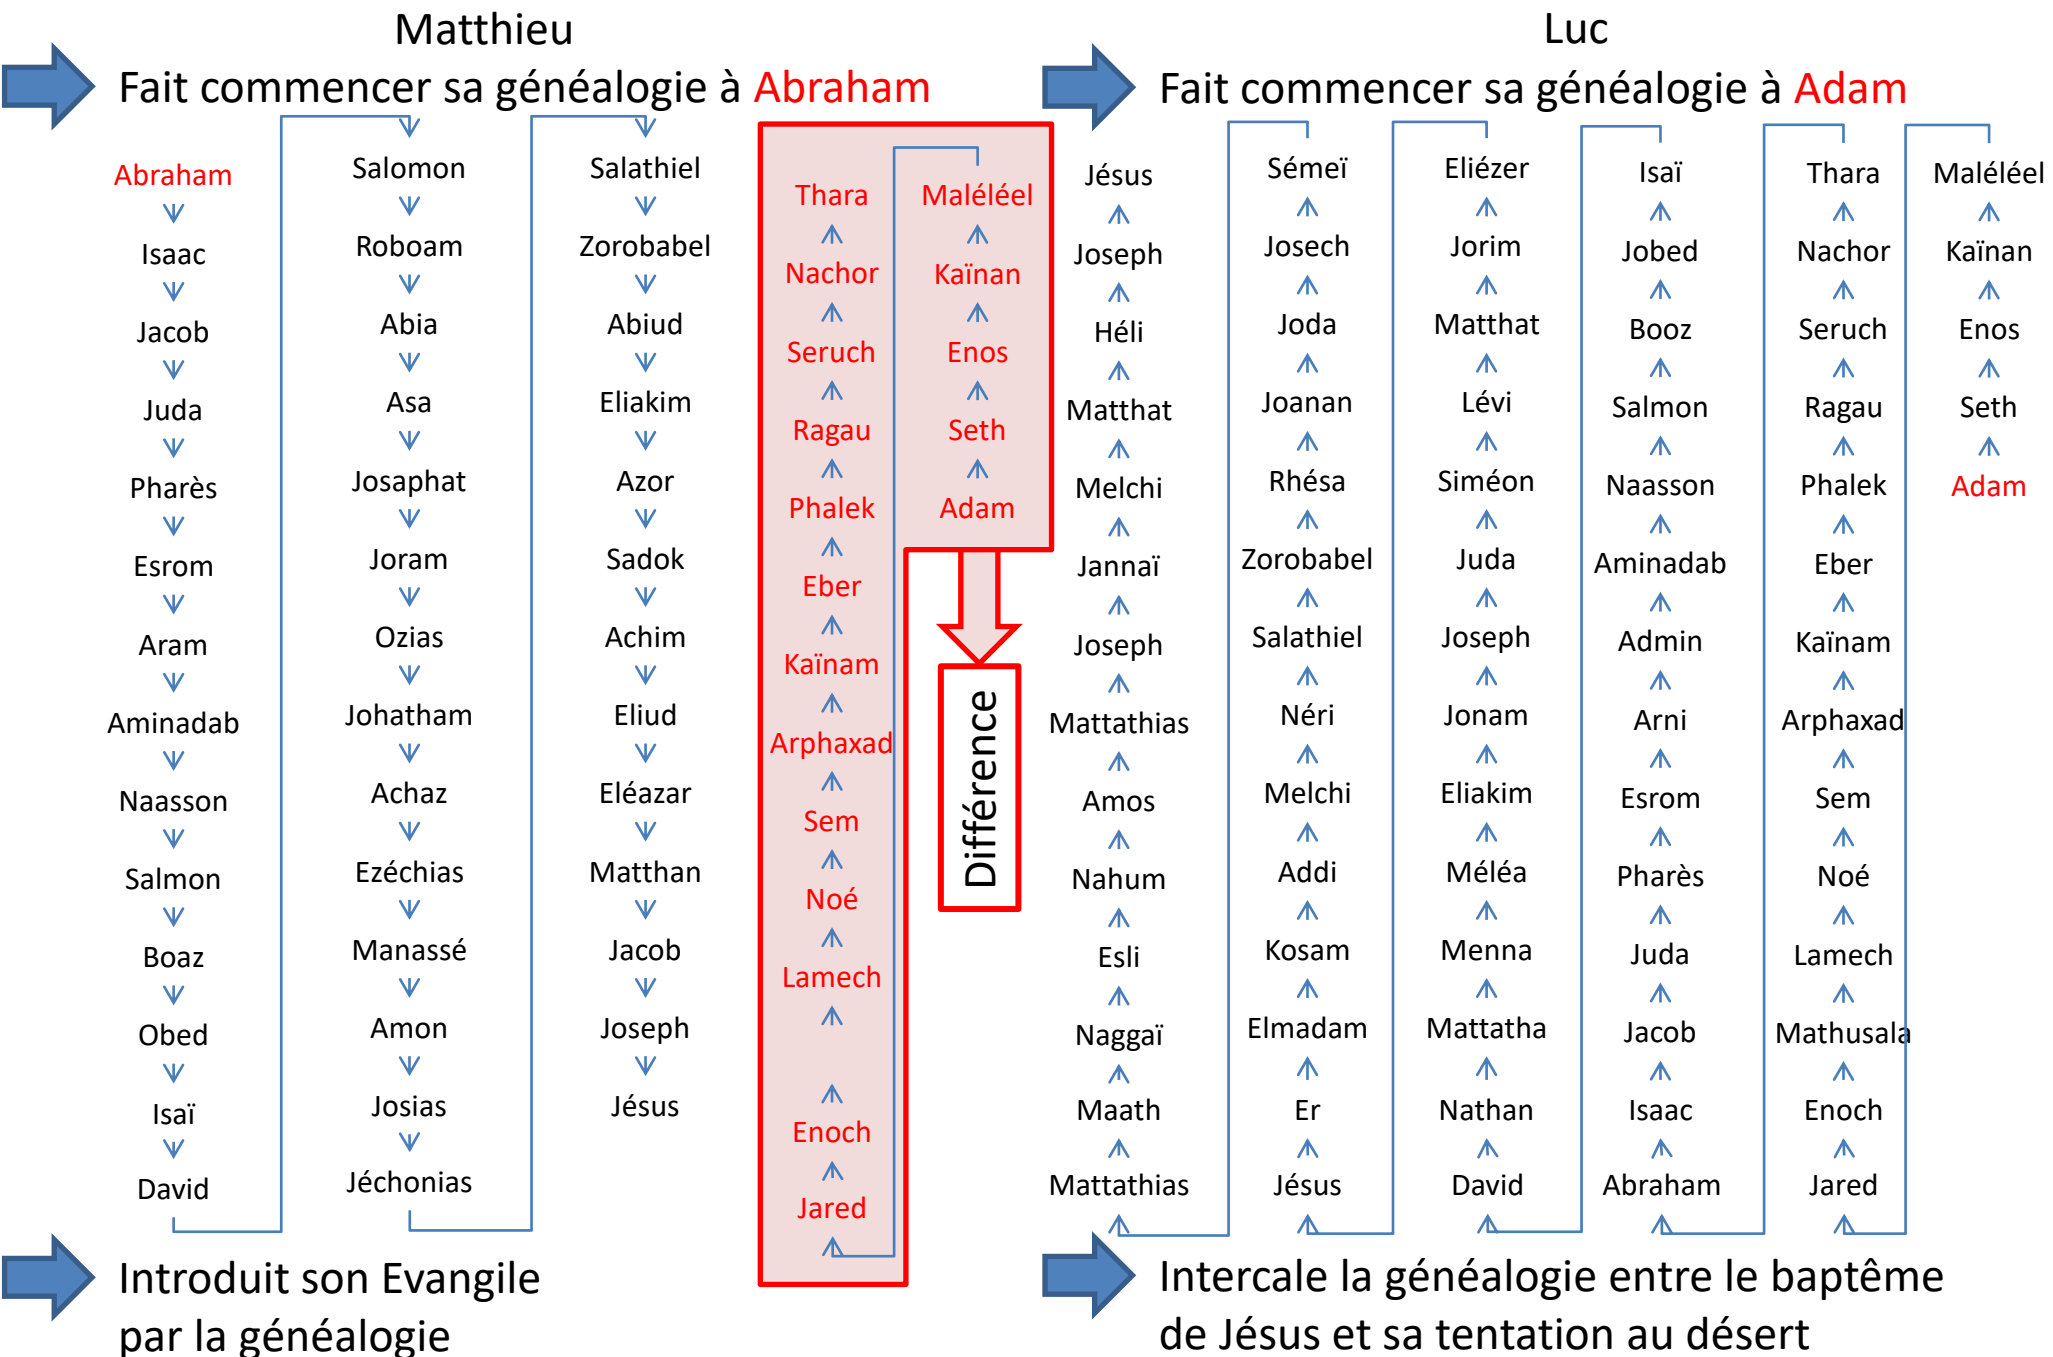 Matthieu
Fait commencer sa généalogie à Abraham
Abraham
Isaac
Jacob
Juda
Pharès
Esrom
Aram
Aminadab
Naasson
Salmon
Boaz
Obed
Isaï
David
Salomon
Roboam
Abia
Asa
Josaphat
Joram
Ozias
Johatham
Achaz
Ezéchias
Manassé
Amon
Josias
Jéchonias
Salathiel
Zorobabel
Abiud
Eliakim
Azor
Sadok
Achim
Eliud
Eléazar
Matthan
Jacob
Joseph
Jésus
Introduit son Evangile
par la généalogie
Thara
Nachor
Seruch
Ragau
Phalek
Eber
Kaïnam
Arphaxad
Sem
Noé
Lamech
Enoch
Jared
Maléléel
Kaïnan
Enos
Seth
Adam
Différence
Luc
Fait commencer sa généalogie à Adam
Jésus
Joseph
Héli
Matthat
Melchi
Jannaï
Joseph
Mattathias
Amos
Nahum
Esli
Naggaï
Maath
Mattathias
Sémeï
Josech
Joda
Joanan
Rhésa
Zorobabel
Salathiel
Néri
Melchi
Addi
Kosam
Elmadam
Er
Jésus
Eliézer
Jorim
Matthat
Lévi
Siméon
Juda
Joseph
Jonam
Eliakim
Méléa
Menna
Mattatha
Nathan
David
Isaï
Jobed
Booz
Salmon
Naasson
Aminadab
Admin
Arni
Esrom
Pharès
Juda
Jacob
Isaac
Abraham
Thara
Nachor
Seruch
Ragau
Phalek
Eber
Kaïnam
Arphaxad
Sem
Noé
Lamech
Mathusala
Enoch
Jared
Maléléel
Kaïnan
Enos
Seth
Adam
Intercale la généalogie entre le baptême
de Jésus et sa tentation au désert